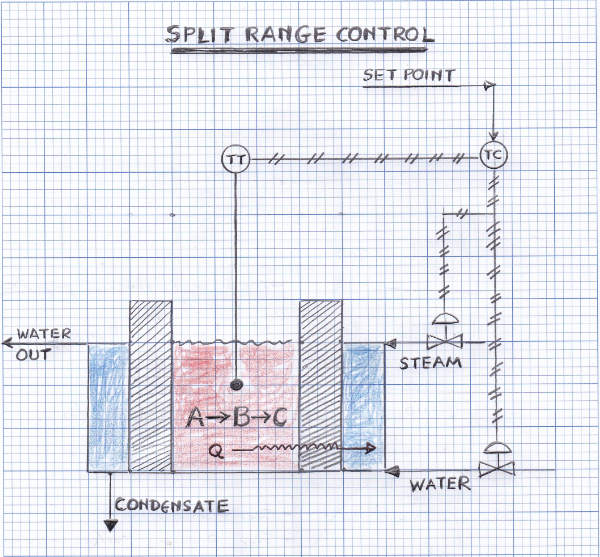 SPLIT RANGE CONTROL
SET POINT
TT
TC
WATER
OUT
STEAM
A→B→C
Q
WATER
CONDENSATE